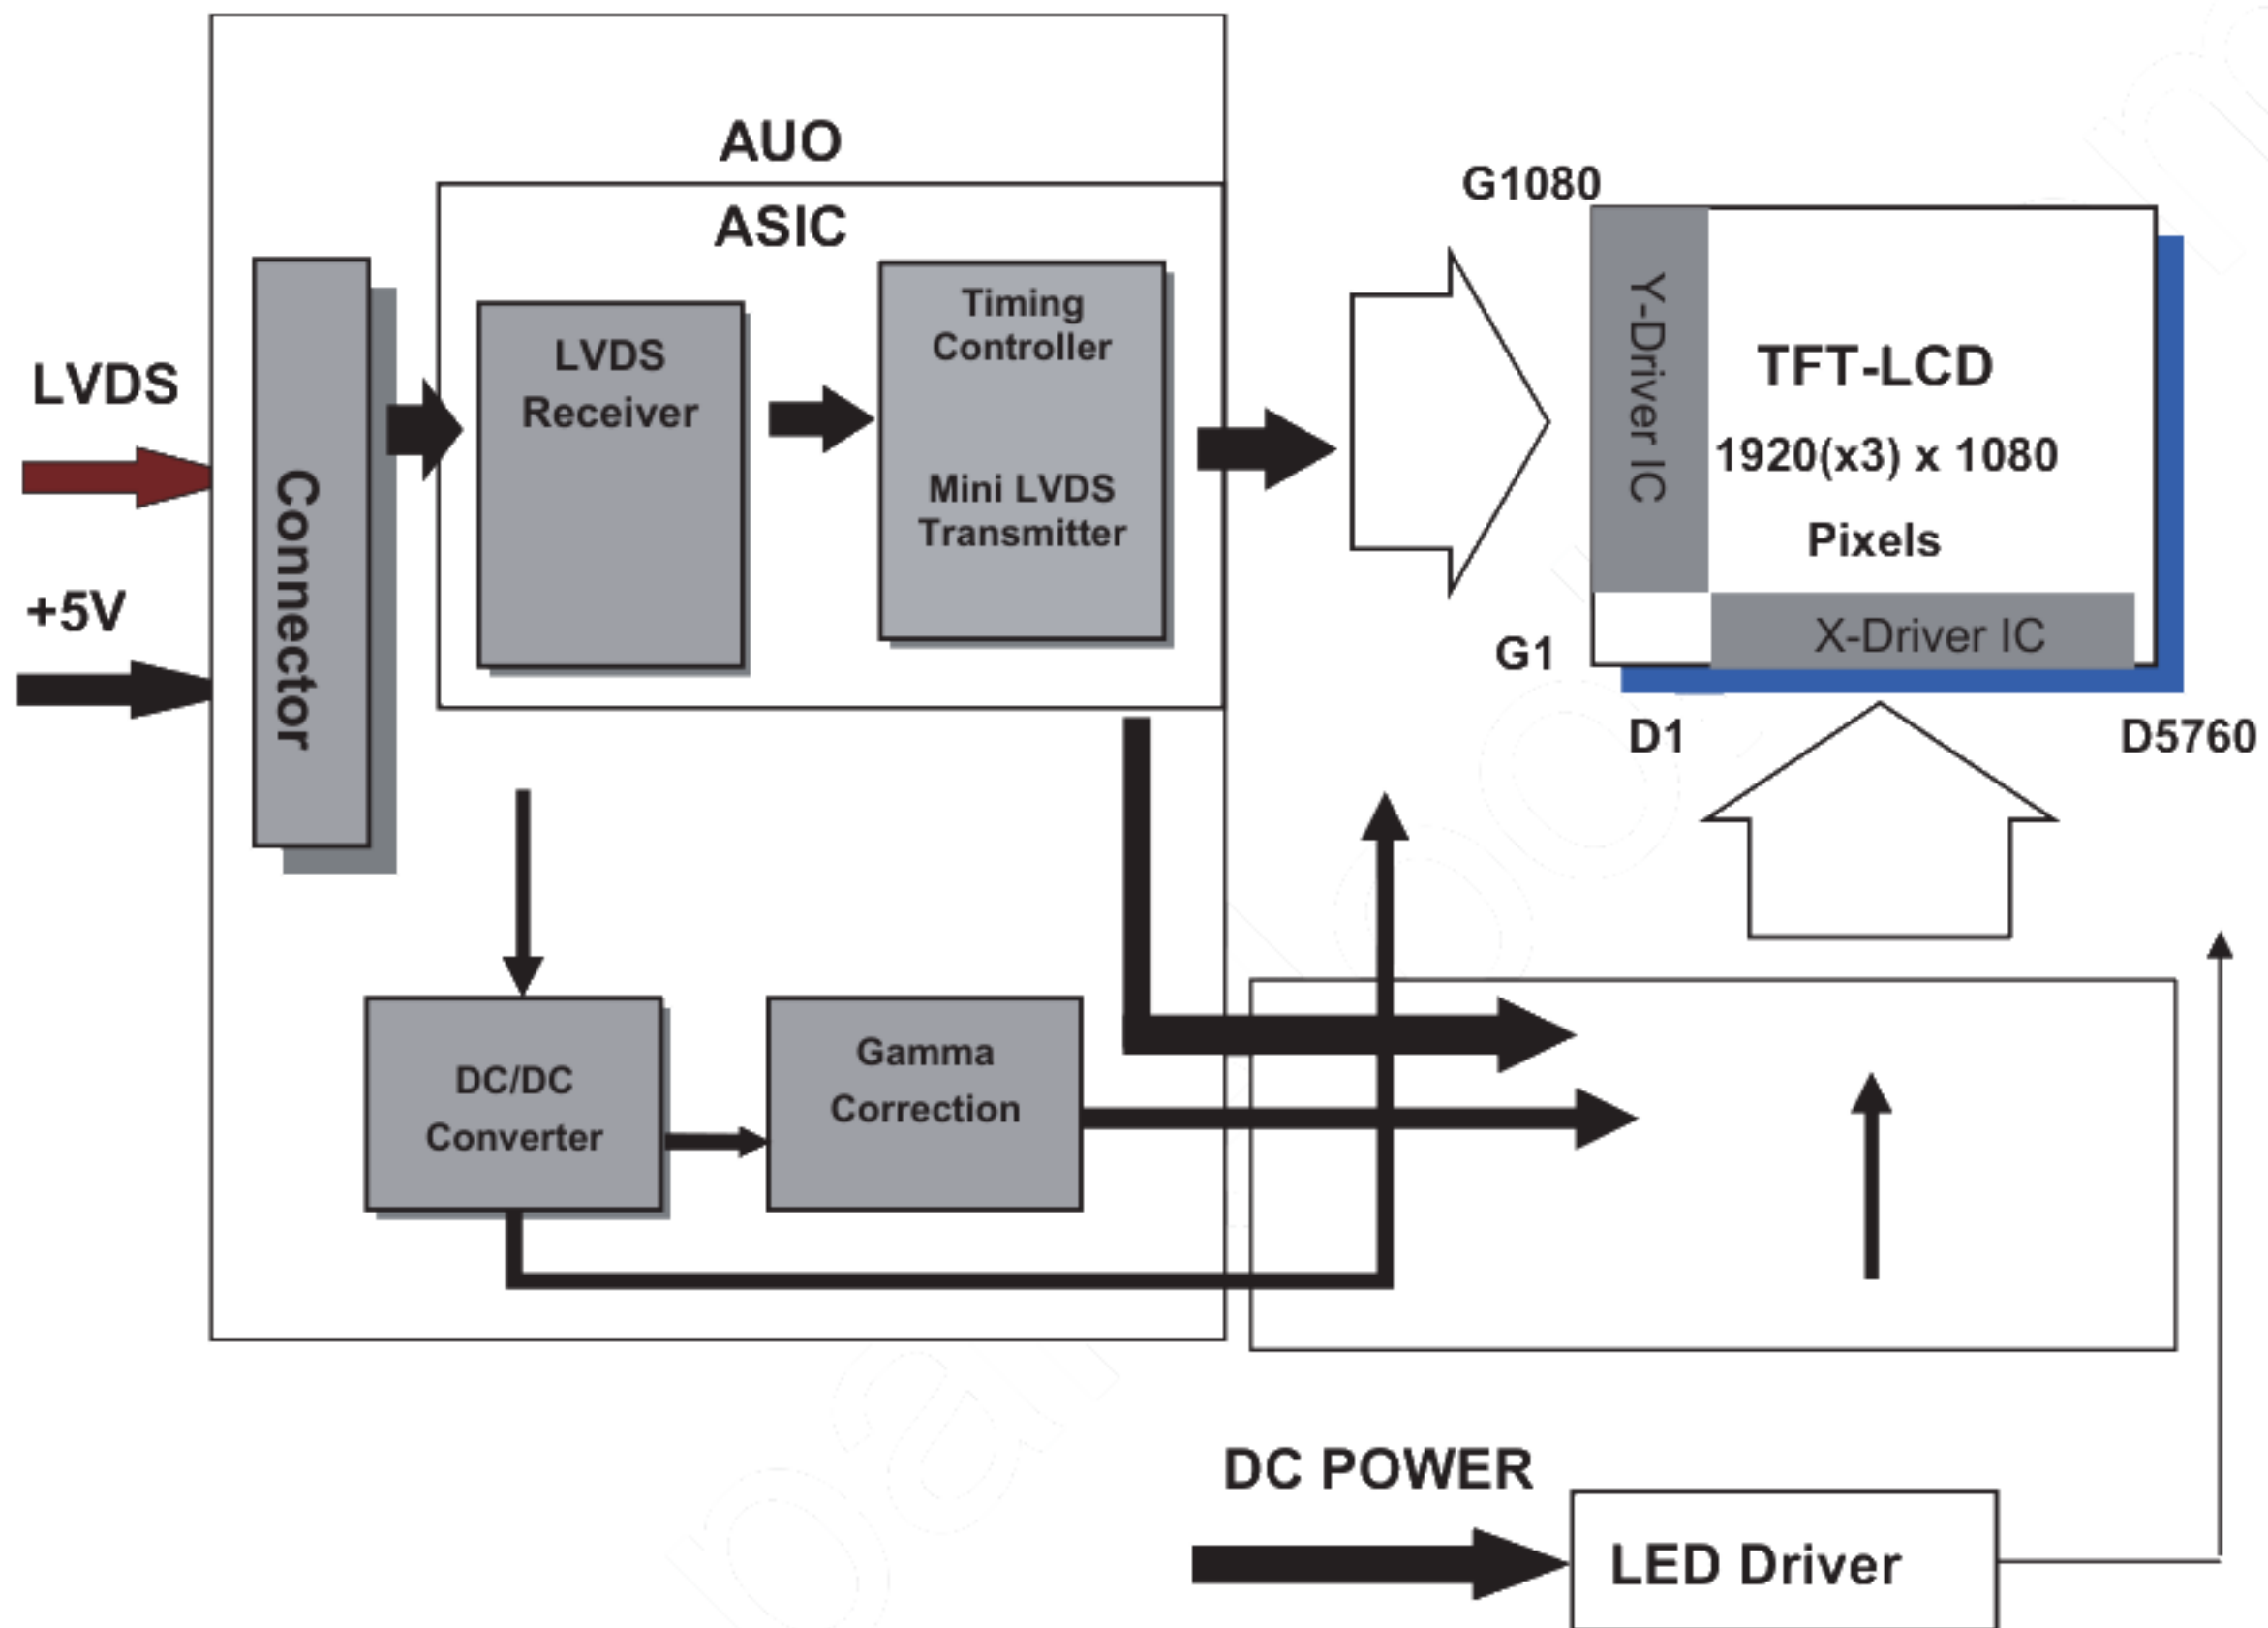 AUO
ASIC
LVDS
+5V
Connector
LVDS
Receiver
Timing
Controller
Mini LVDS
Transmitter
G1080
Y-Driver IC
TFT-LCD
1920(x3) x 1080
Pixels
X-Driver IC
G1
D1
D5760
DC/DC
Converter
Gamma
Correction
DC POWER
LED Driver